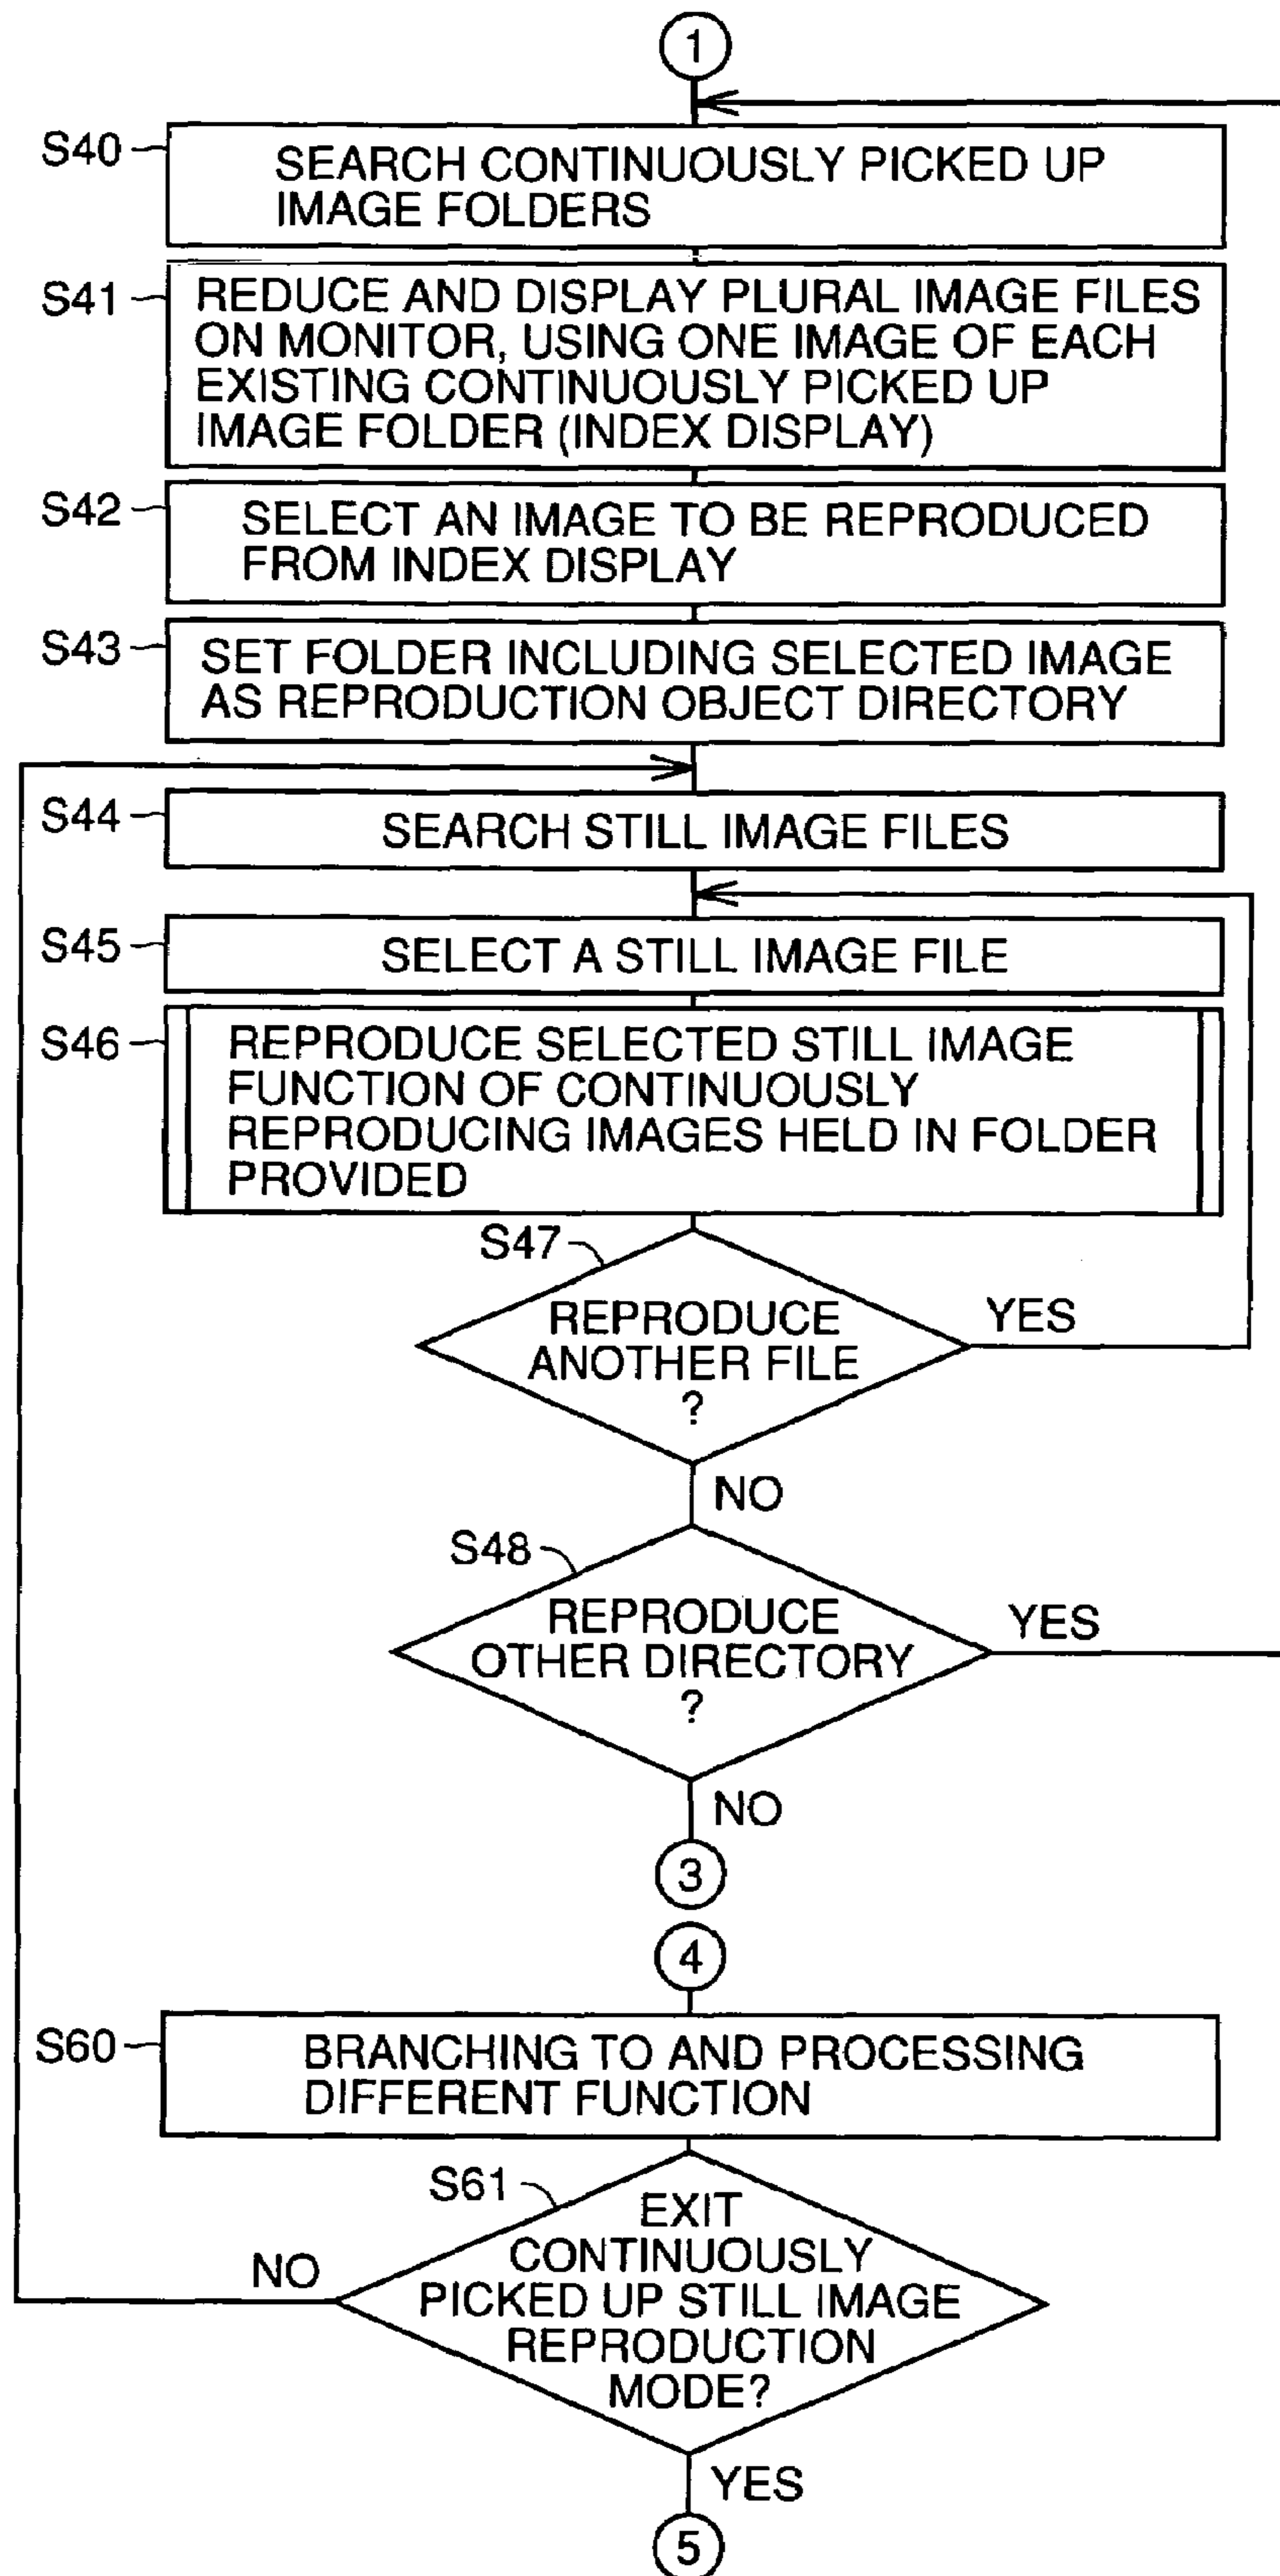 1
S40
SEARCH CONTINUOUSLY PICKED UP
IMAGE FOLDERS
S41
REDUCE AND DISPLAY PLURAL IMAGE FILES
ON MONITOR, USING ONE IMAGE OF EACH
EXISTING CONTINUOUSLY PICKED UP
IMAGE FOLDER (INDEX DISPLAY)
S42
SELECT AN IMAGE TO BE REPRODUCED
FROM INDEX DISPLAY
S43
SET FOLDER INCLUDING SELECTED IMAGE
AS REPRODUCTION OBJECT DIRECTORY
S44
SEARCH STILL IMAGE FILES
S45
SELECT A STILL IMAGE FILE
S46
REPRODUCE SELECTED STILL IMAGE
FUNCTION OF CONTINUOUSLY
REPRODUCING IMAGES HELD IN FOLDER
PROVIDED
S47
REPRODUCE
ANOTHER FILE
?
YES
NO
S48
REPRODUCE
OTHER DIRECTORY
?
YES
NO
3
4
S60
BRANCHING TO AND PROCESSING
DIFFERENT FUNCTION
S61
EXIT
CONTINUOUSLY
PICKED UP STILL IMAGE
REPRODUCTION
MODE?
NO
YES
5